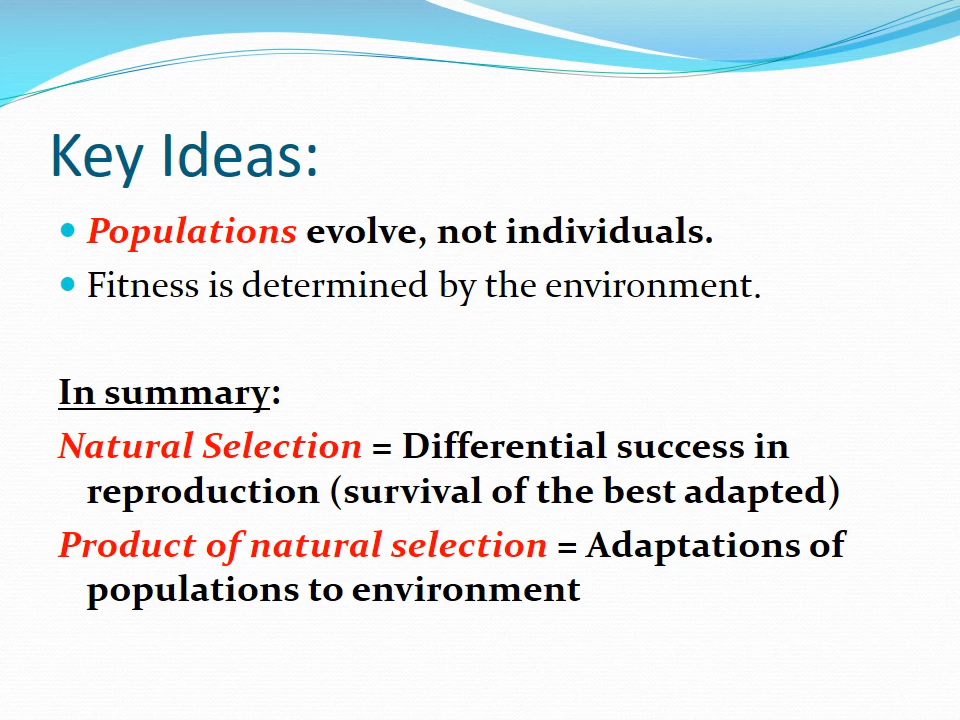 Key Ideas:
Populations evolve, not individuals.
Fitness is determined by the environment.
In summary:
Natural Selection = Differential success in
reproduction (survival of the best adapted)
Product of natural selection = Adaptations of
populations to environment